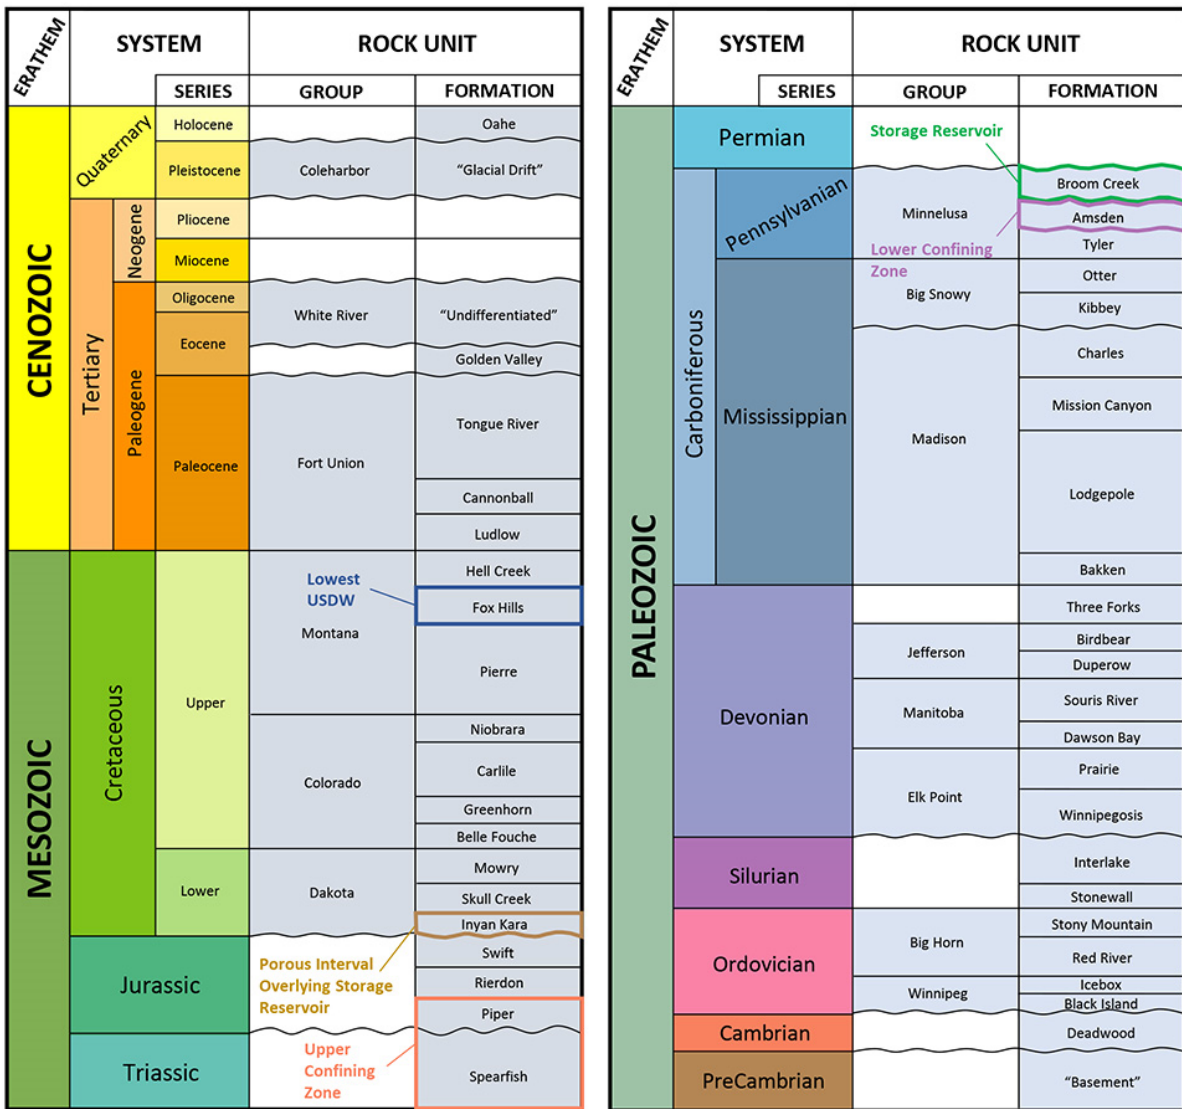 ERATHEM
SYSTEM
ROCK UNIT
SERIES
GROUP
FORMATION
CENOZOIC
Quaternary
Holocene
Oahe
Pleistocene
Coleharbor
“Glacial Drift”
Tertiary
Neogene
Pliocene
Miocene
Paleogene
Oligocene
White River
“Undifferentiated”
Eocene
Golden Valley
Paleocene
Fort Union
Tongue River
Cannonball
Ludlow
MESOZOIC
Cretaceous
Upper
Montana
Hell Creek
Lowest
USDW
Fox Hills
Pierre
Colorado
Niobrara
Carlile
Greenhorn
Belle Fouche
Lower
Dakota
Mowry
Skull Creek
Inyan Kara
Jurassic
Porous Interval
Overlying Storage
Reservoir
Swift
Rierdon
Piper
Triassic
Upper
Confining
Zone
Spearfish
ERATHEM
SYSTEM
ROCK UNIT
SERIES
GROUP
FORMATION
PALEOZOIC
Permian
Storage Reservoir
Carboniferous
Pennsylvanian
Minnelusa
Broom Creek
Amsden
Lower Confining
Zone
Tyler
Mississippian
Big Snowy
Otter
Kibbey
Madison
Charles
Mission Canyon
Lodgepole
Bakken
Devonian
Three Forks
Jefferson
Birdbear
Duperow
Manitoba
Souris River
Dawson Bay
Elk Point
Prairie
Winnipegosis
Silurian
Interlake
Stonewall
Ordovician
Big Horn
Stony Mountain
Red River
Winnipeg
Icebox
Black Island
Cambrian
Deadwood
PreCambrian
“Basement”